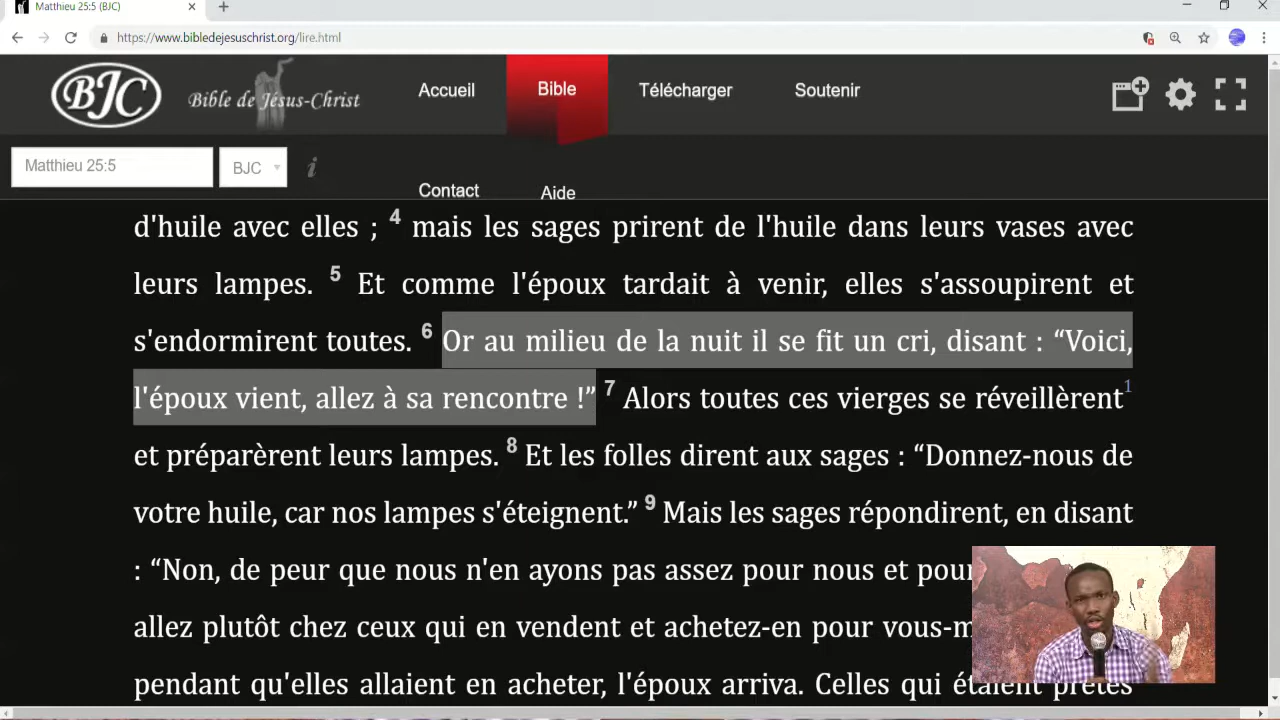 Matthieu 25:5 (BJC)
https://www.bibledejesuschrist.org/lire.html
BJC Bible de Jésus-Christ Accueil Bible Télécharger Soutenir
Matthieu 25:5 BJC i Contact Aide
d'huile avec elles ; 4 mais les sages prirent de l'huile dans leurs vases avec
leurs lampes. 5 Et comme l'époux tardait à venir, elles s'assoupirent et
s'endormirent toutes. 6 Or au milieu de la nuit il se fit un cri, disant : “Voici,
l'époux vient, allez à sa rencontre !” 7 Alors toutes ces vierges se réveillèrent1
et préparèrent leurs lampes. 8 Et les folles dirent aux sages : “Donnez-nous de
votre huile, car nos lampes s'éteignent.” 9 Mais les sages répondirent, en disant
: “Non, de peur que nous n'en ayons pas assez pour nous et
allez plutôt chez ceux qui en vendent et achetez-en pour
pendant qu'elles allaient en acheter, l'époux arriva. Celles qui étaient prêtes